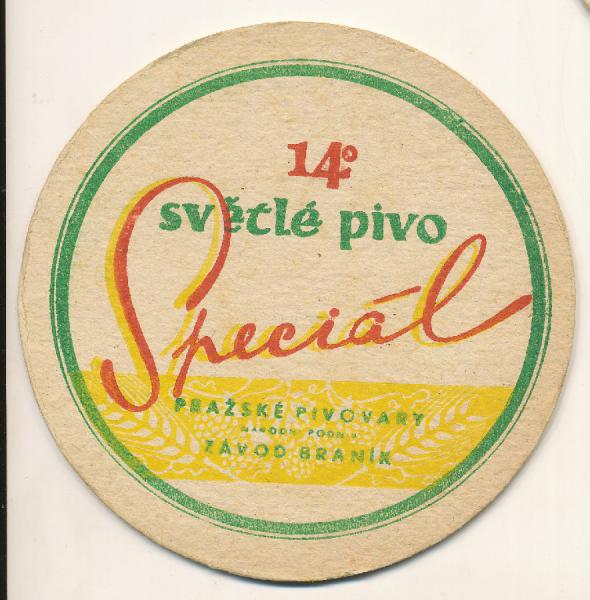 14°
světlé pivo
Speciál
PRAŽSKÉ PIVOVARY
NÁRODNÍ PODNIK
ZÁVOD BRANÍK